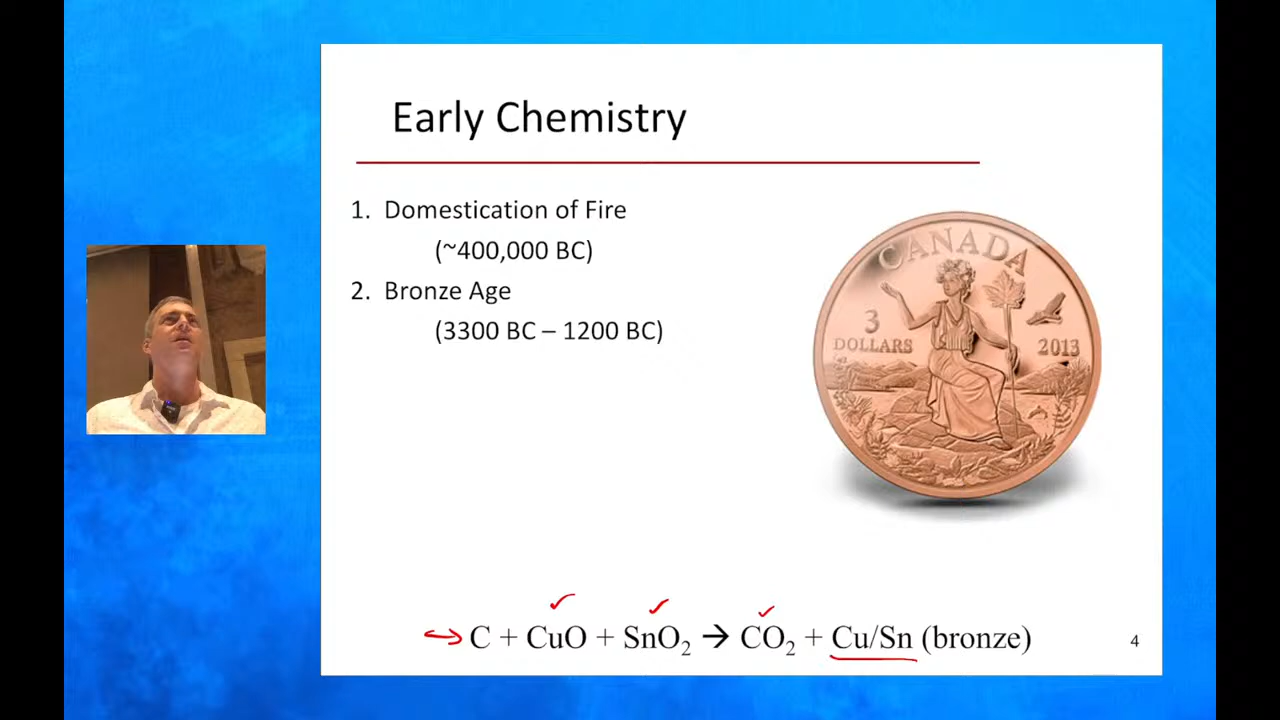 Early Chemistry
1. Domestication of Fire
(~400,000 BC)
2. Bronze Age
(3300 BC – 1200 BC)
CANADA
3
DOLLARS
2013
C + CuO + SnO₂ → CO₂ + Cu/Sn (bronze)
4